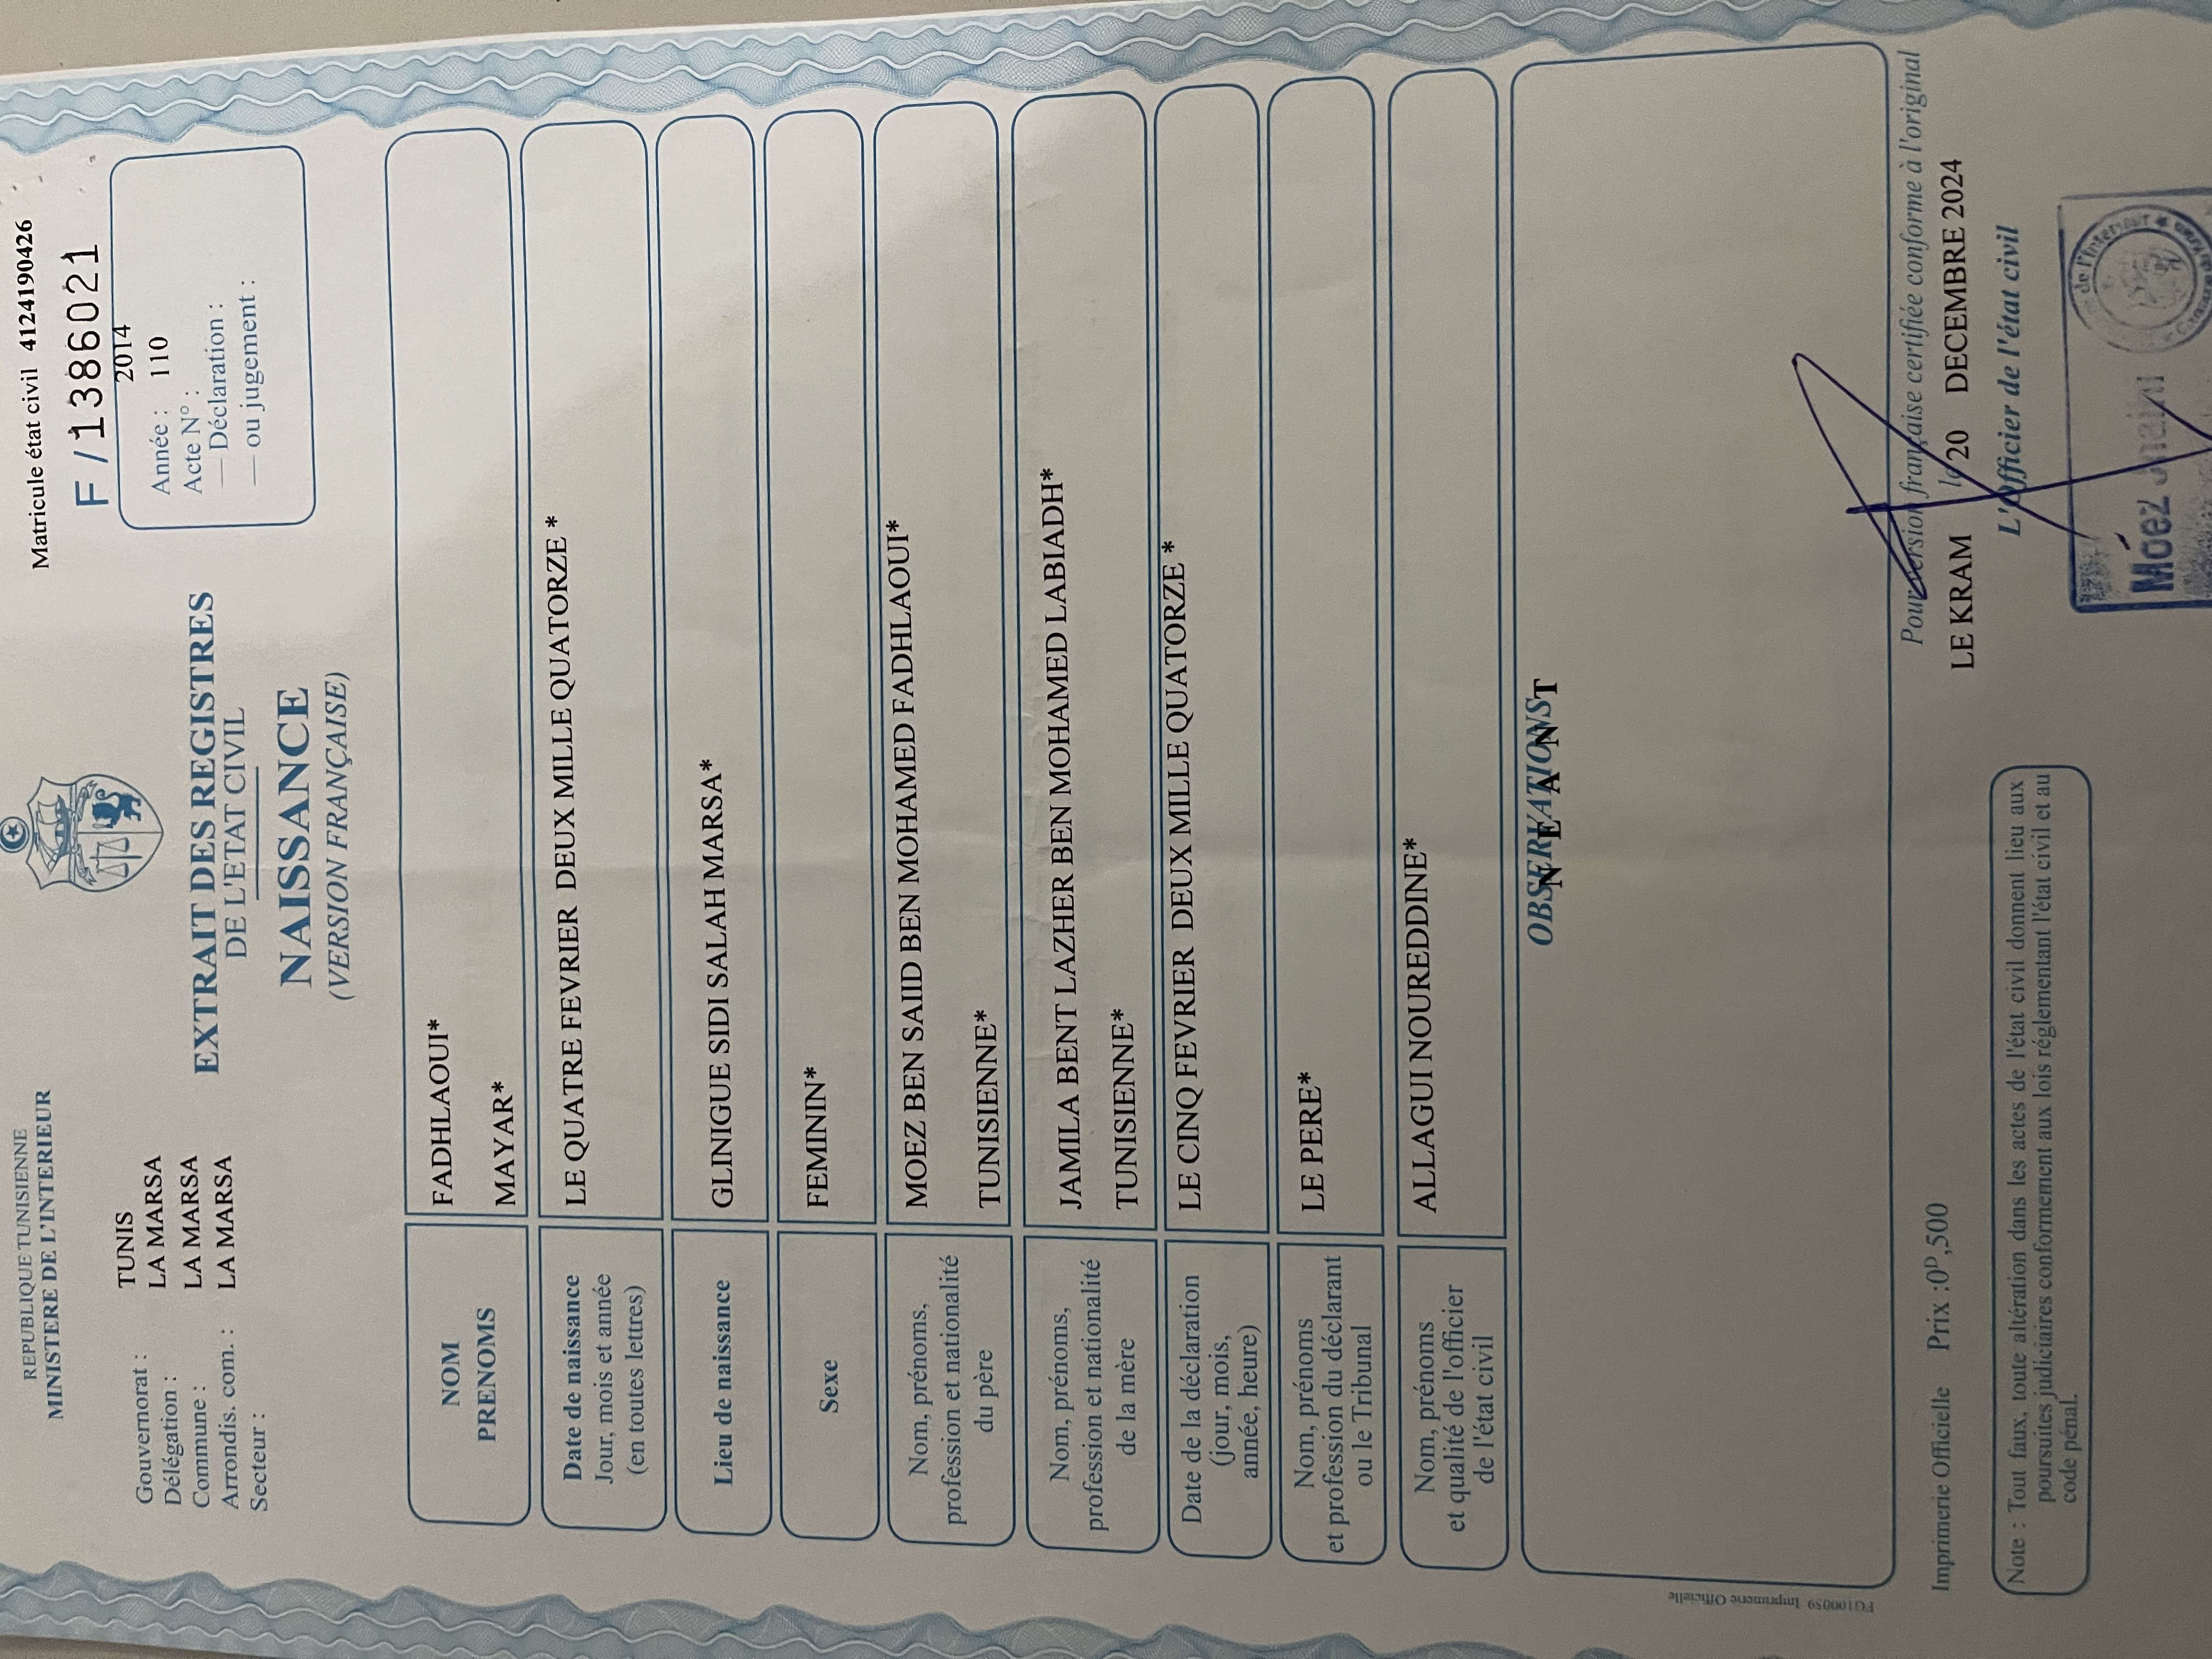 REPUBLIQUE TUNISIENNE
MINISTERE DE L'INTERIEUR
Matricule état civil 41241190426
F / 1386021
Gouvernorat : TUNIS
Délégation : LA MARSA
Commune : LA MARSA
Arrondis. com. : LA MARSA
Secteur :
2014
Année : 110
Acte N° :
— Déclaration :
— ou jugement :
EXTRAIT DES REGISTRES
DE L'ETAT CIVIL
NAISSANCE
(VERSION FRANÇAISE)
NOM FADHLAOUI*
PRENOMS MAYAR*
Date de naissance
Jour, mois et année
(en toutes lettres)
LE QUATRE FEVRIER DEUX MILLE QUATORZE *
Lieu de naissance
GLINIGUE SIDI SALAH MARSA*
Sexe
FEMININ*
Nom, prénoms,
profession et nationalité
du père
MOEZ BEN SAID BEN MOHAMED FADHLAOUI*
TUNISIENNE*
Nom, prénoms,
profession et nationalité
de la mère
JAMILA BENT LAZHER BEN MOHAMED LABIADH*
TUNISIENNE*
Date de la déclaration
(jour, mois,
année, heure)
LE CINQ FEVRIER DEUX MILLE QUATORZE *
Nom, prénoms
et profession du déclarant
ou le Tribunal
LE PERE*
Nom, prénoms
et qualité de l'officier
de l'état civil
ALLAGUI NOUREDDINE*
OBSERVATIONS
N E A N T
Pour version française certifiée conforme à l'original
LE KRAM le 20 DECEMBRE 2024
L'Officier de l'état civil
de l'Intérieur
Moez
Imprimerie Officielle Prix :0D,500
Note : Tout faux, toute altération dans les actes de l'état civil donnent lieu aux
poursuites judiciaires conformement aux lois réglementant l'état civil et au
code pénal.
FG100059 Imprimerie Officielle